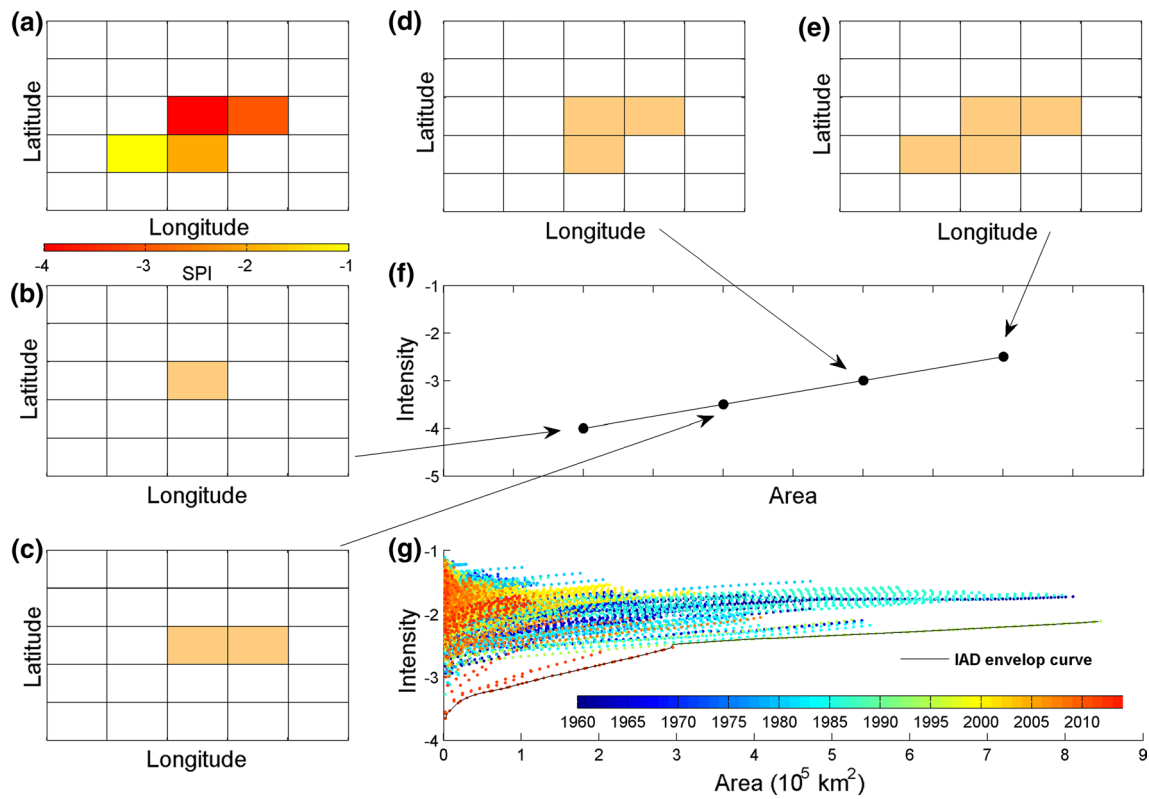 (a)
Latitude
Longitude
-4 -3 -2 -1
SPI
(b)
Latitude
Longitude
(c)
Latitude
Longitude
(d)
Latitude
Longitude
(e)
Latitude
Longitude
(f)
Intensity
-1
-2
-3
-4
-5
Area
(g)
Intensity
-1
-2
-3
-4
IAD envelop curve
1960 1965 1970 1975 1980 1985 1990 1995 2000 2005 2010
0 1 2 3 4 5 6 7 8 9
Area (10⁵ km²)